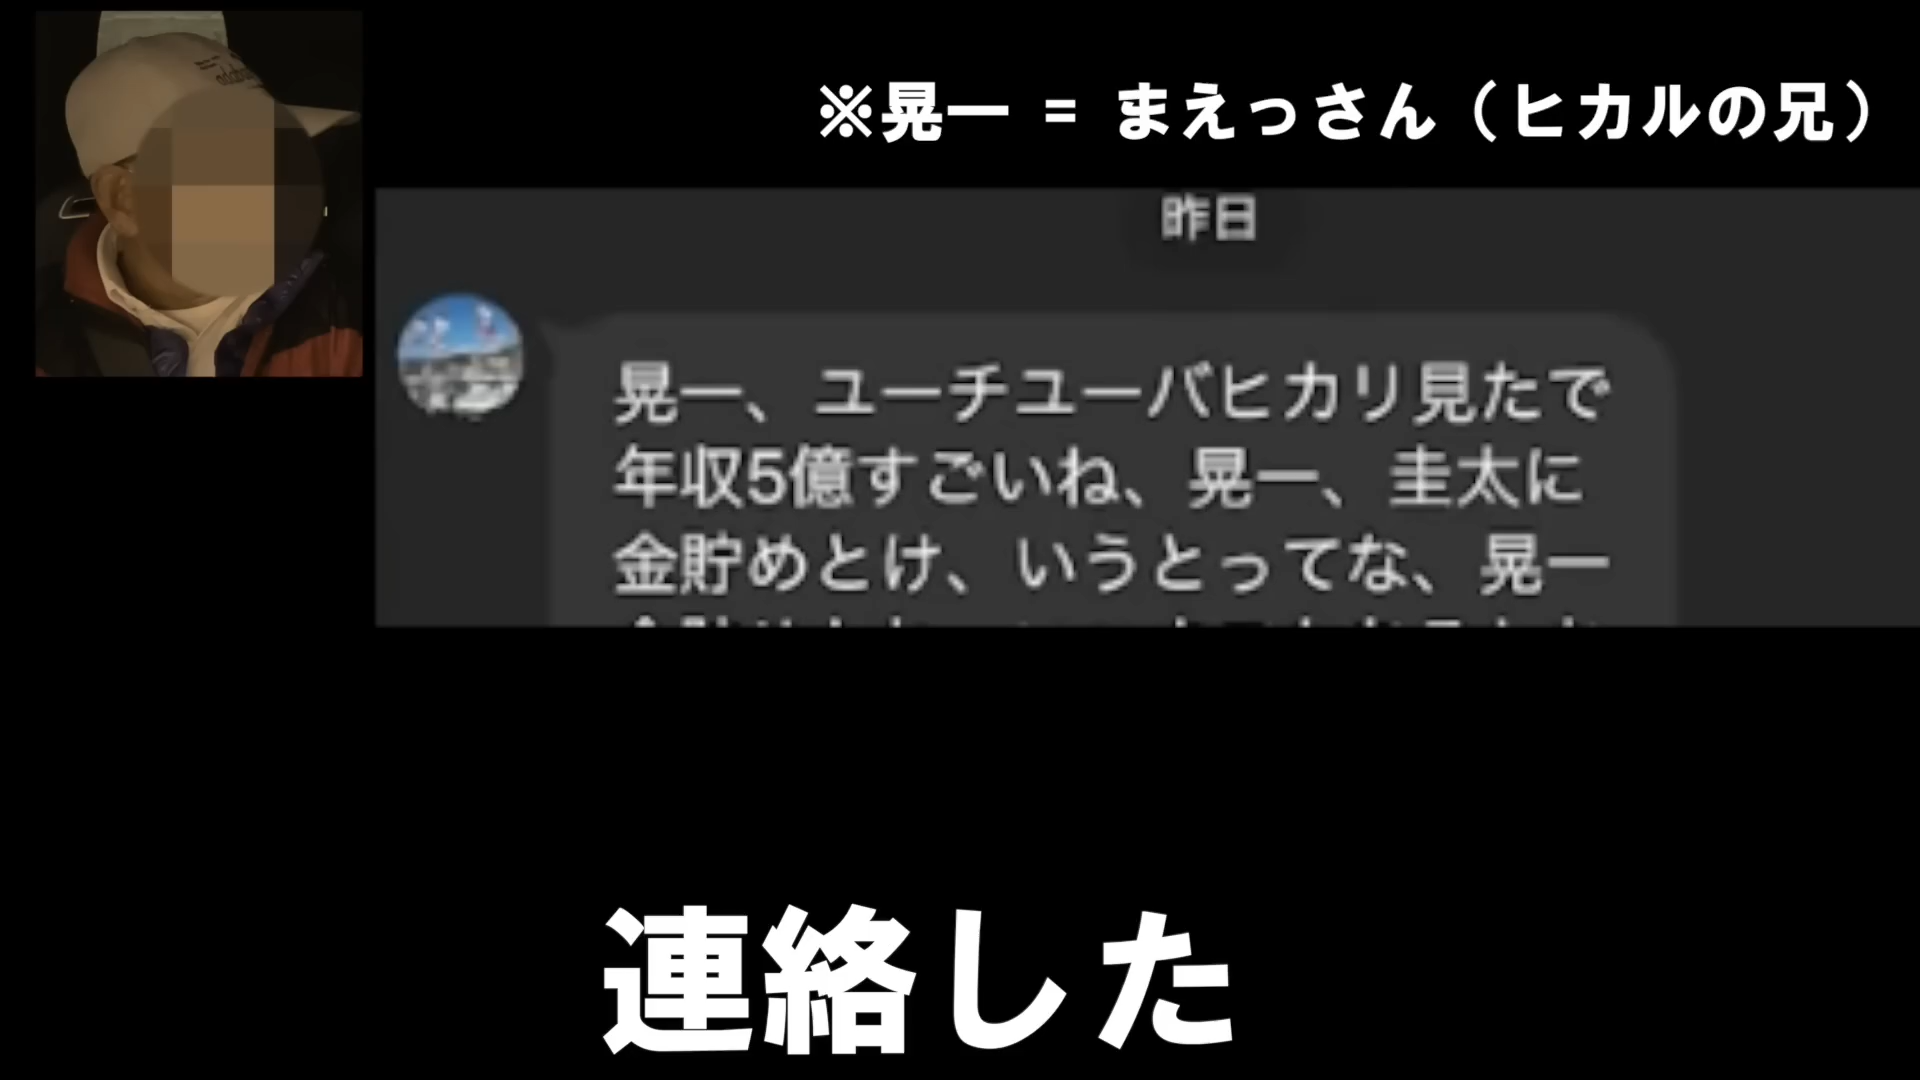 ※晃一 = まえっさん（ヒカルの兄）
昨日
晃一、ユーチユーバヒカリ見たで
年収5億すごいね、晃一、圭太に
金貯めとけ、いうとってな、晃一
連絡した